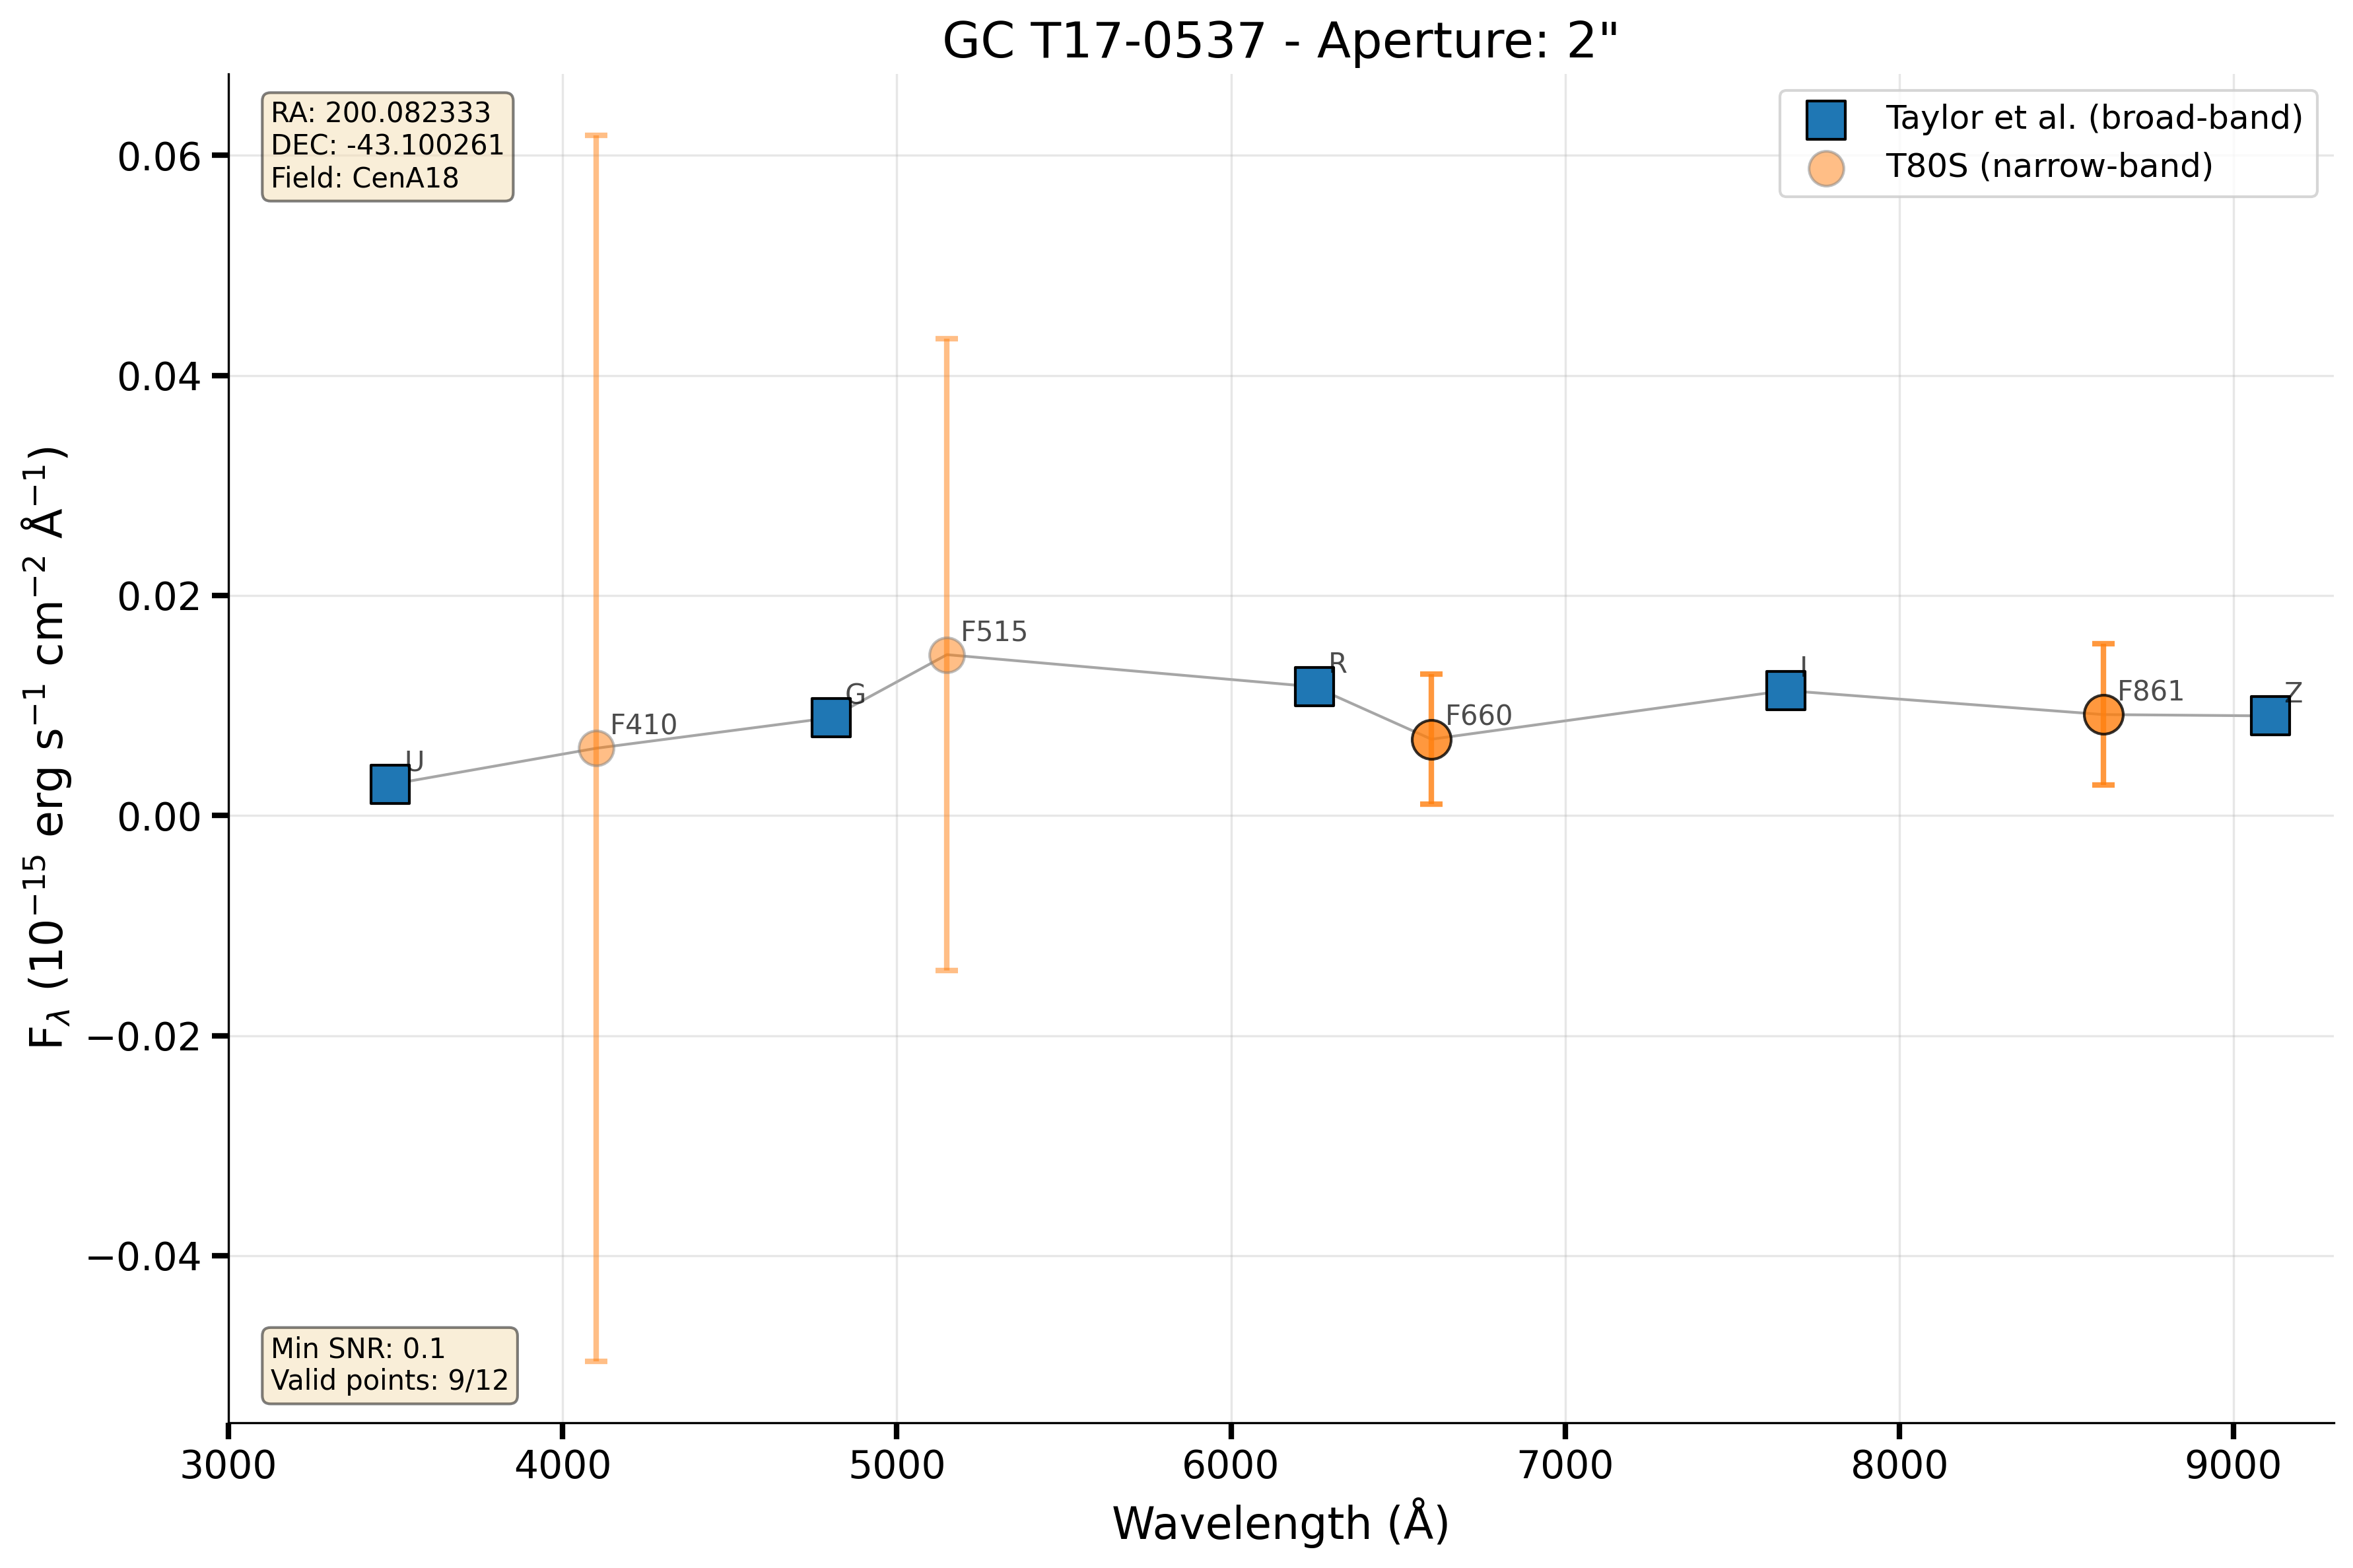 GC T17-0537 - Aperture: 2"
RA: 200.082333
DEC: -43.100261
Field: CenA18
Taylor et al. (broad-band)
T80S (narrow-band)
0.06
0.04
0.02
0.00
−0.02
−0.04
F_λ (10⁻¹⁵ erg s⁻¹ cm⁻² Å⁻¹)
U
F410
G
F515
R
F660
I
F861
Z
Min SNR: 0.1
Valid points: 9/12
3000 4000 5000 6000 7000 8000 9000
Wavelength (Å)